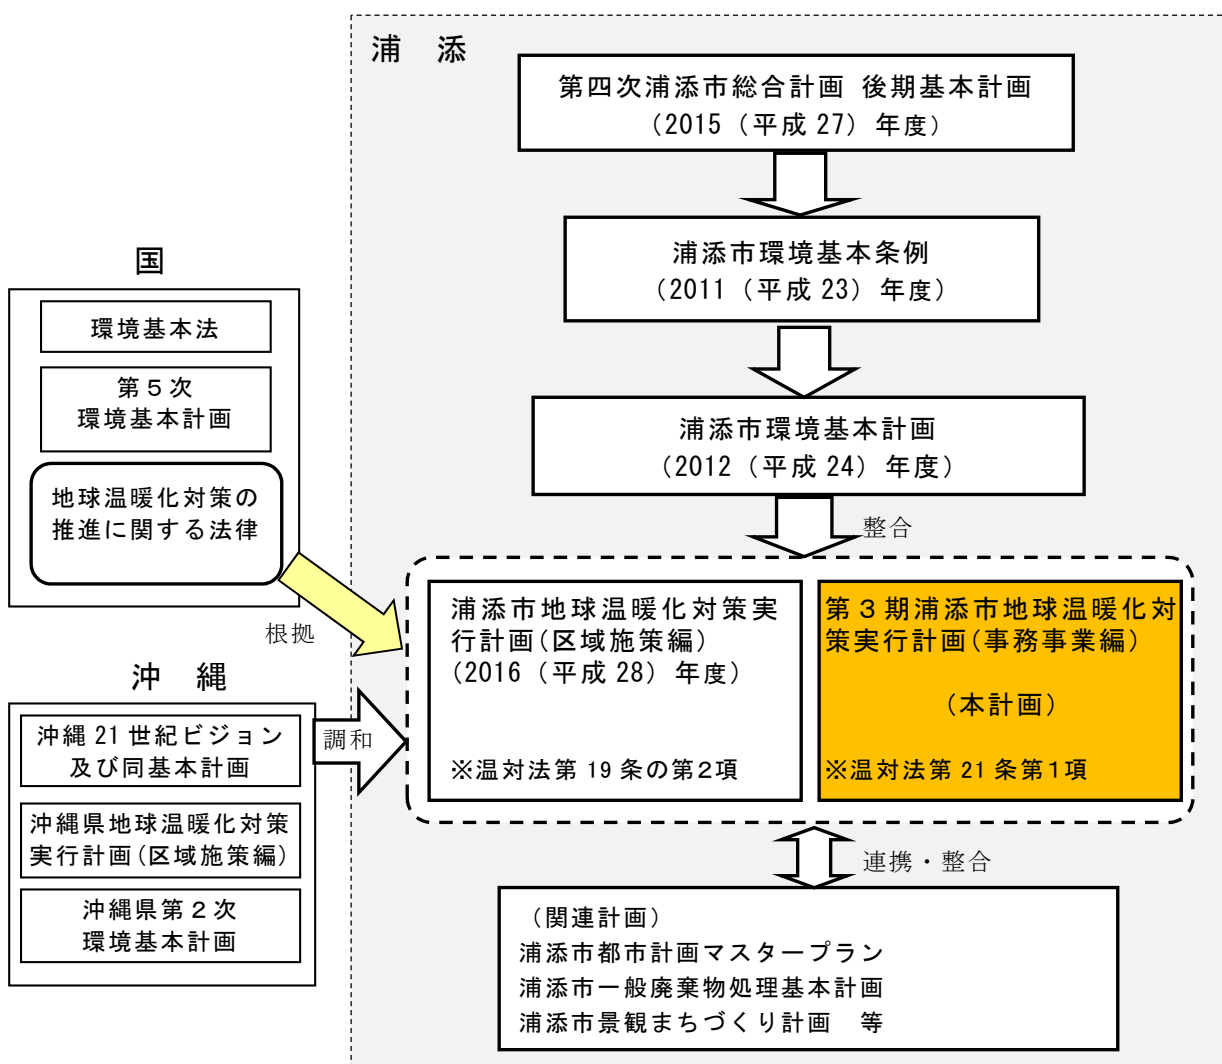 浦 添
第四次浦添市総合計画 後期基本計画
(2015(平成 27)年度)
浦添市環境基本条例
(2011(平成 23)年度)
浦添市環境基本計画
(2012(平成 24)年度)
整合
国
環境基本法
第5次
環境基本計画
地球温暖化対策の
推進に関する法律
根拠
沖 縄
沖縄 21 世紀ビジョン
及び同基本計画
沖縄県地球温暖化対策
実行計画(区域施策編)
沖縄県第2次
環境基本計画
調和
浦添市地球温暖化対策実
行計画(区域施策編)
(2016(平成 28)年度)
※温対法第 19 条の第2項
第3期浦添市地球温暖化対
策実行計画(事務事業編)
(本計画)
※温対法第 21 条第1項
連携・整合
(関連計画)
浦添市都市計画マスタープラン
浦添市一般廃棄物処理基本計画
浦添市景観まちづくり計画 等